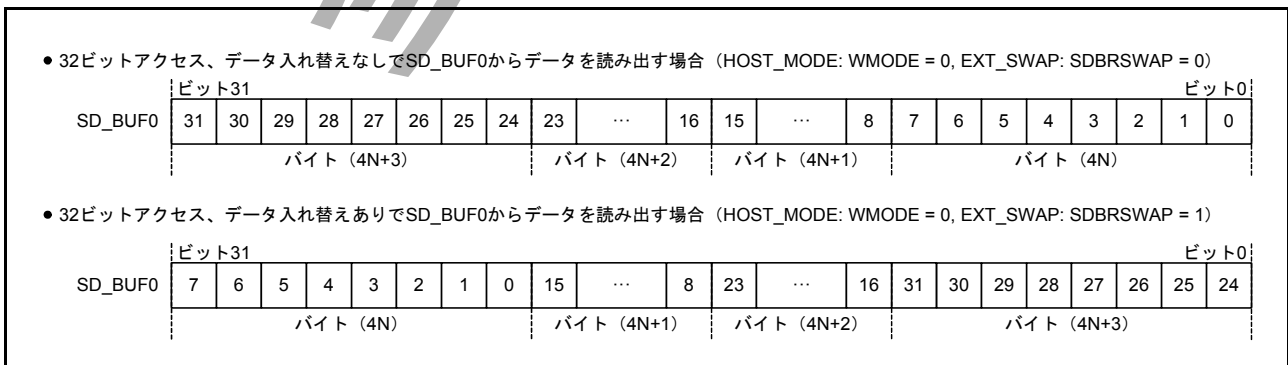 ● 32ビットアクセス、データ入れ替えなしでSD_BUF0からデータを読み出す場合（HOST_MODE: WMODE = 0, EXT_SWAP: SDBRSWAP = 0）
ビット31 ビット0
SD_BUF0 31 30 29 28 27 26 25 24 23 … 16 15 … 8 7 6 5 4 3 2 1 0
バイト（4N+3） バイト（4N+2） バイト（4N+1） バイト（4N）
● 32ビットアクセス、データ入れ替えありでSD_BUF0からデータを読み出す場合（HOST_MODE: WMODE = 0, EXT_SWAP: SDBRSWAP = 1）
ビット31 ビット0
SD_BUF0 7 6 5 4 3 2 1 0 15 … 8 23 … 16 31 30 29 28 27 26 25 24
バイト（4N） バイト（4N+1） バイト（4N+2） バイト（4N+3）